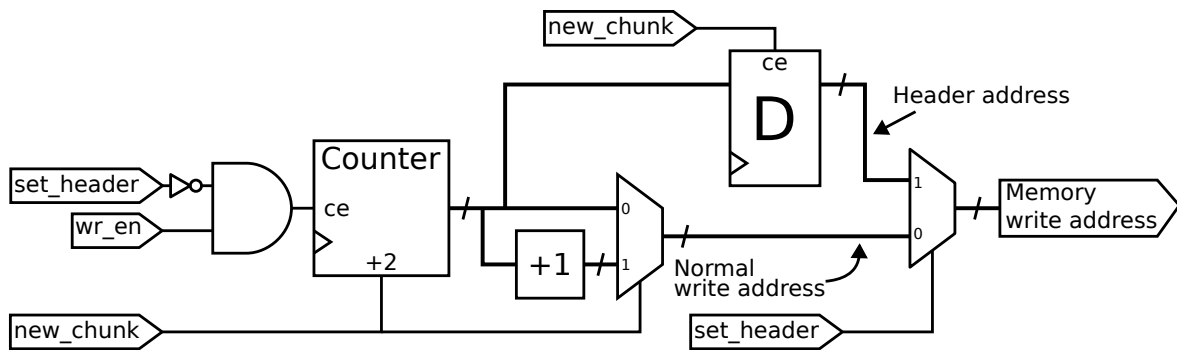 new_chunk
ce
D
Header address
Counter
set_header
ce
wr_en
+2
0
1
+1
1
0
Memory
write address
Normal
write address
new_chunk
set_header